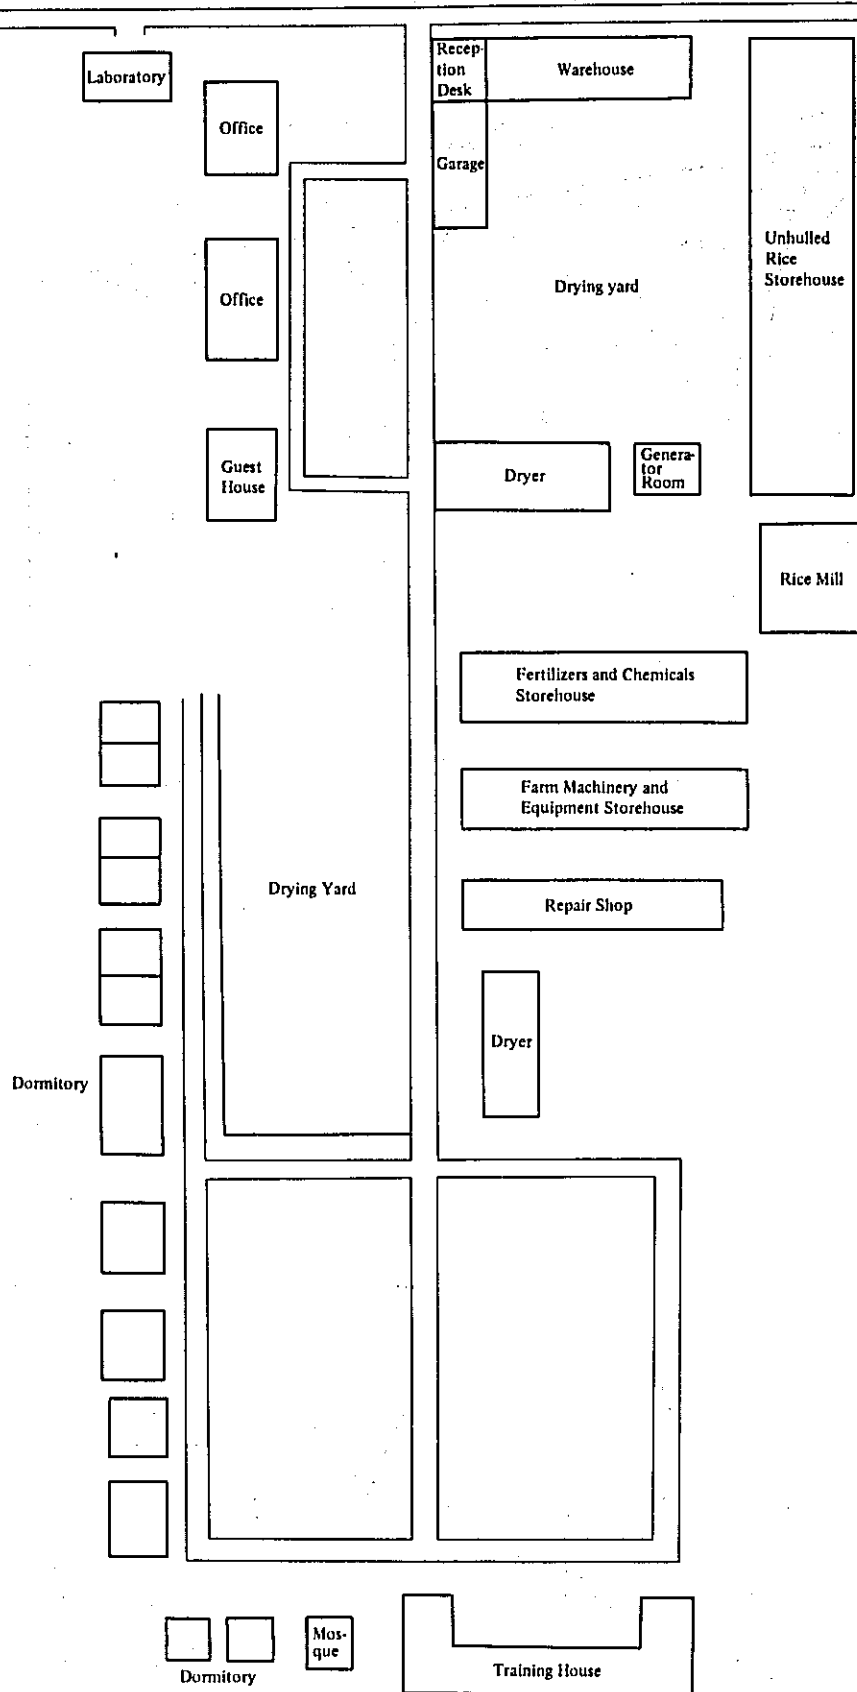 Laboratory
Office
Recep-
tion
Desk
Warehouse
Garage
Office
Drying yard
Unhulled
Rice
Storehouse
Guest
House
Dryer
Genera-
tor
Room
Rice Mill
Fertilizers and Chemicals
Storehouse
Farm Machinery and
Equipment Storehouse
Drying Yard
Repair Shop
Dryer
Dormitory
Mos-
que
Dormitory
Training House